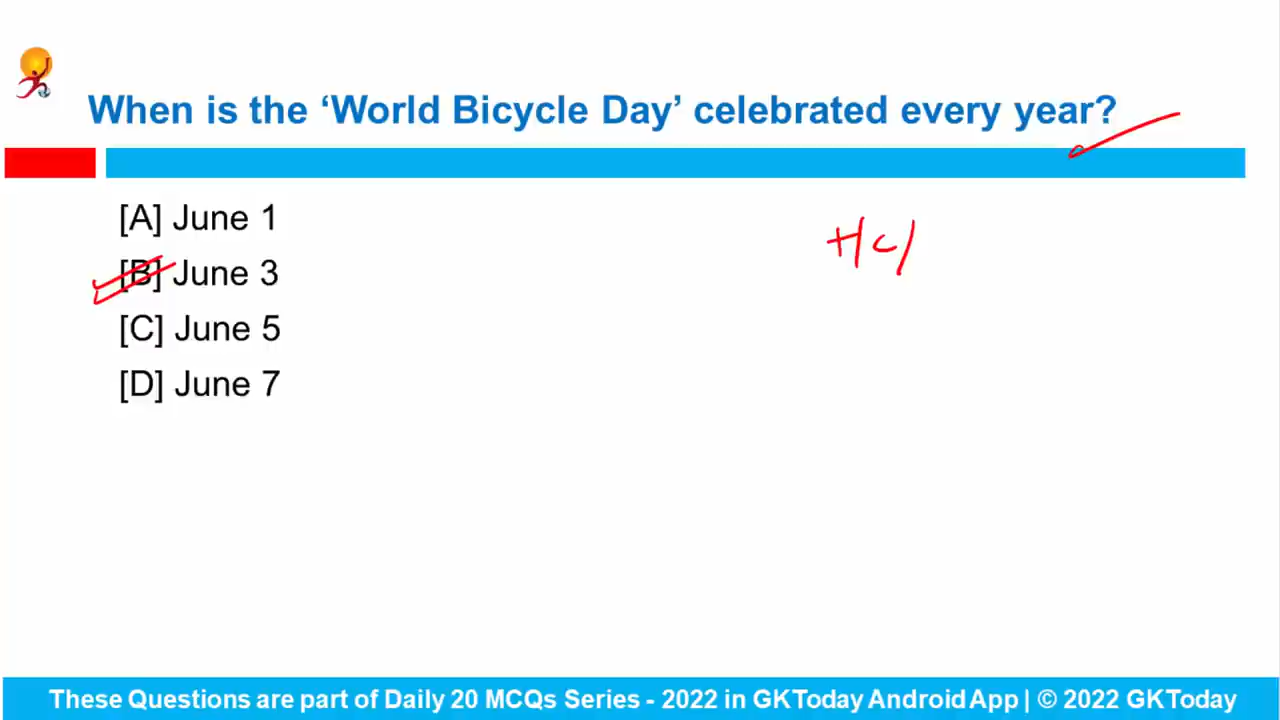 When is the ‘World Bicycle Day’ celebrated every year?
[A] June 1
[B] June 3
[C] June 5
[D] June 7
These Questions are part of Daily 20 MCQs Series - 2022 in GKToday Android App | © 2022 GKToday